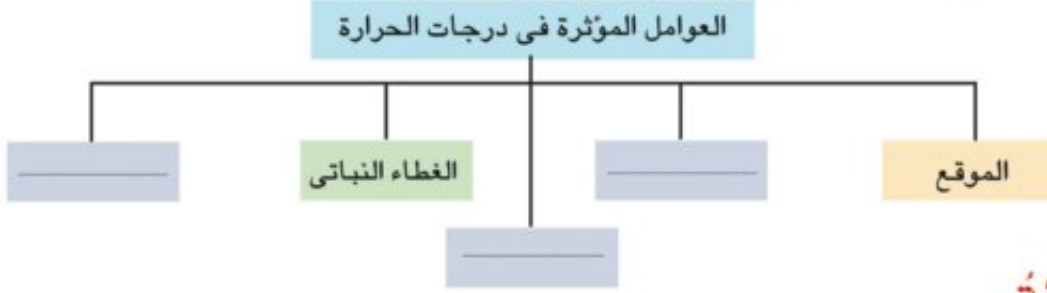 العوامل المؤثرة فى درجات الحرارة
الموقع
الغطاء النباتى